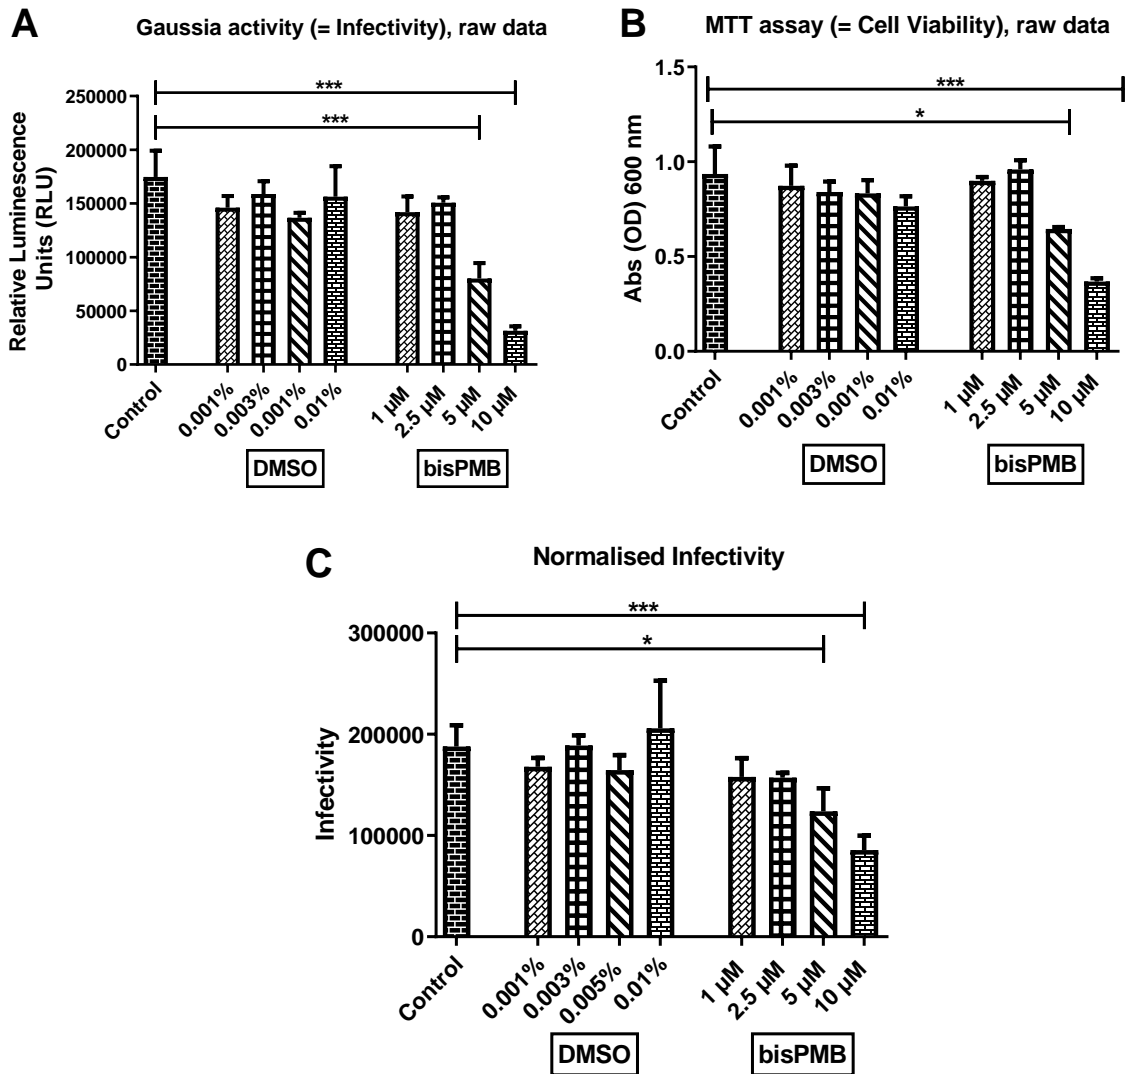 A
Gaussia activity (= Infectivity), raw data
***
***
250000
200000
150000
100000
50000
0
Relative Luminescence
Units (RLU)
Control
0.001%
0.003%
0.001%
0.01%
1 µM
2.5 µM
5 µM
10 µM
DMSO
bisPMB
B
MTT assay (= Cell Viability), raw data
***
*
1.5
1.0
0.5
0.0
Abs (OD) 600 nm
Control
0.001%
0.003%
0.001%
0.01%
1 µM
2.5 µM
5 µM
10 µM
DMSO
bisPMB
C
Normalised Infectivity
***
*
300000
200000
100000
0
Infectivity
Control
0.001%
0.003%
0.005%
0.01%
1 µM
2.5 µM
5 µM
10 µM
DMSO
bisPMB